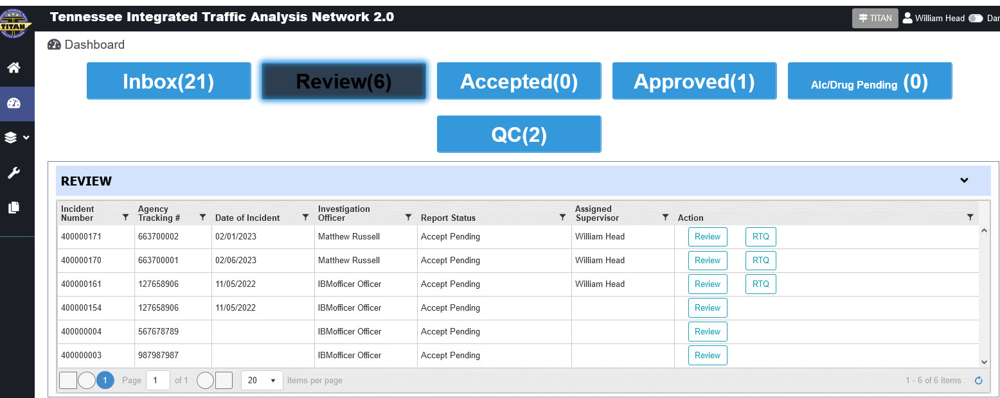 Tennessee Integrated Traffic Analysis Network 2.0
TITAN
William Head
Dar
TITAN
Dashboard
Inbox(21)
Review(6)
Accepted(0)
Approved(1)
Alc/Drug Pending (0)
QC(2)
REVIEW
Incident Number Agency Tracking # Date of Incident Investigation Officer Report Status Assigned Supervisor Action
400000171 663700002 02/01/2023 Matthew Russell Accept Pending William Head Review RTQ
400000170 663700001 02/06/2023 Matthew Russell Accept Pending William Head Review RTQ
400000161 127658906 11/05/2022 IBMofficer Officer Accept Pending William Head Review RTQ
400000154 127658906 11/05/2022 IBMofficer Officer Accept Pending Review
400000004 567678789 IBMofficer Officer Accept Pending Review
400000003 987987987 IBMofficer Officer Accept Pending Review
1 Page 1 of 1 20 items per page 1 - 6 of 6 items